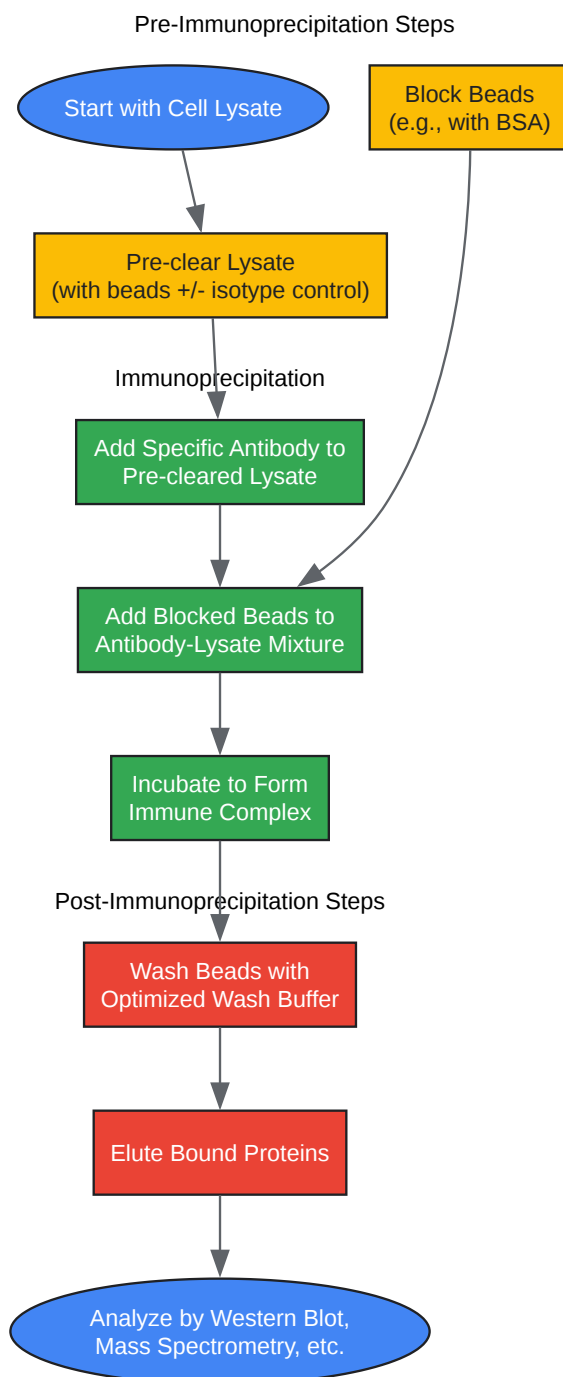 Pre-Immunoprecipitation Steps
Start with Cell Lysate
Block Beads
(e.g., with BSA)
Pre-clear Lysate
(with beads +/- isotype control)
Immunoprecipitation
Add Specific Antibody to
Pre-cleared Lysate
Add Blocked Beads to
Antibody-Lysate Mixture
Incubate to Form
Immune Complex
Post-Immunoprecipitation Steps
Wash Beads with
Optimized Wash Buffer
Elute Bound Proteins
Analyze by Western Blot,
Mass Spectrometry, etc.